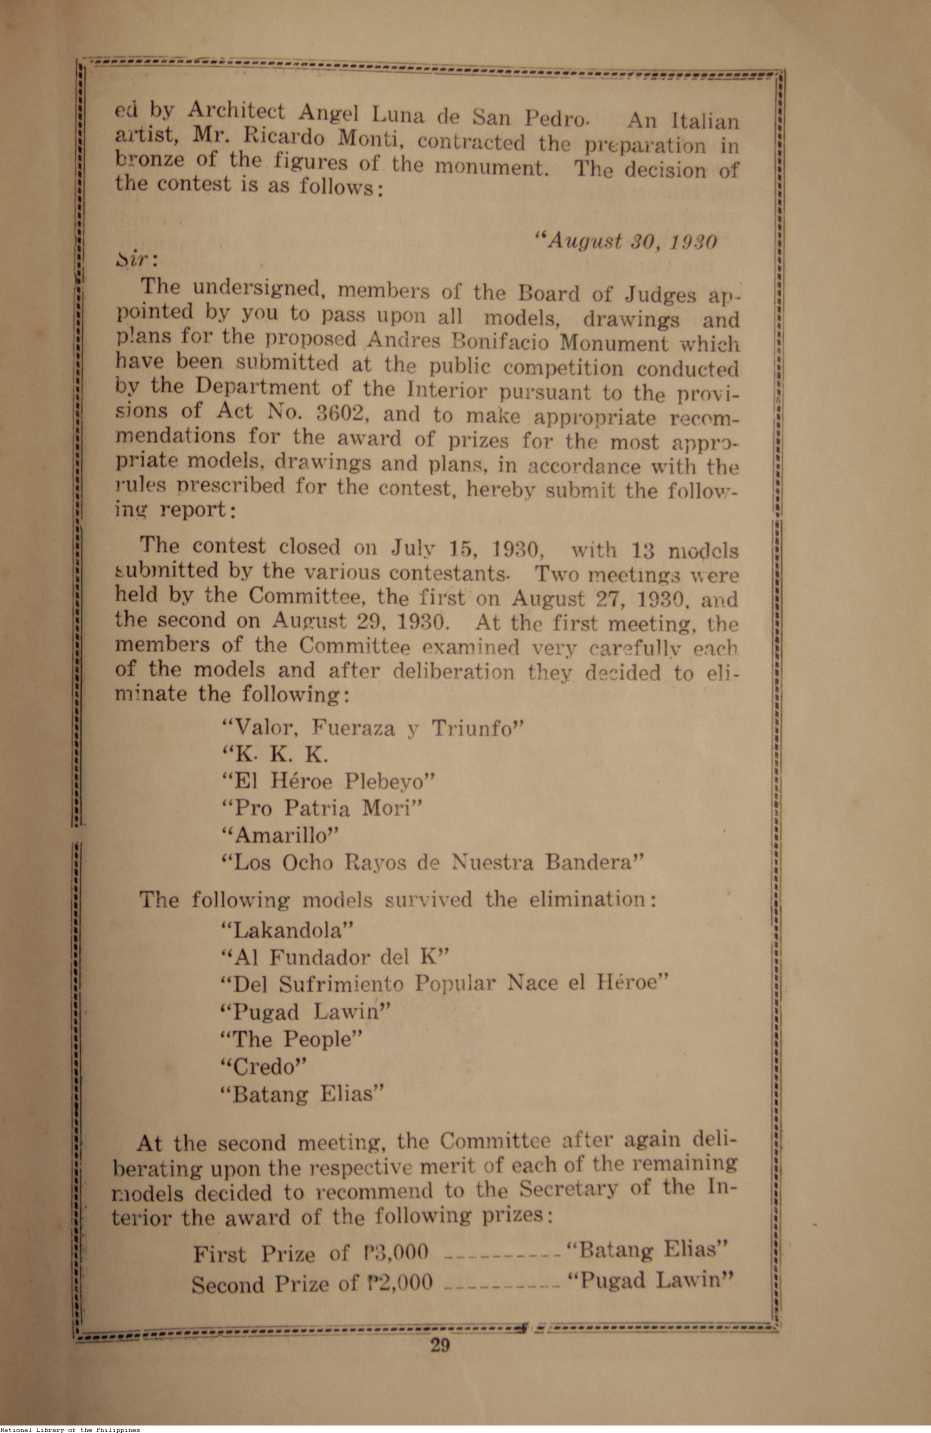 ed by Architect Angel Luna de San Pedro. An Italian
artist, Mr. Ricardo Monti, contracted the preparation in
bronze of the figures of the monument. The decision of
the contest is as follows:
“August 30, 1930
Sir:
The undersigned, members of the Board of Judges ap-
pointed by you to pass upon all models, drawings and
plans for the proposed Andres Bonifacio Monument which
have been submitted at the public competition conducted
by the Department of the Interior pursuant to the provi-
sions of Act No. 3602, and to make appropriate recom-
mendations for the award of prizes for the most appro-
priate models, drawings and plans, in accordance with the
rules prescribed for the contest, hereby submit the follow-
ing report:
The contest closed on July 15, 1930, with 13 models
submitted by the various contestants. Two meetings were
held by the Committee, the first on August 27, 1930, and
the second on August 29, 1930. At the first meeting, the
members of the Committee examined very carefully each
of the models and after deliberation they decided to eli-
minate the following:
“Valor, Fueraza y Triunfo”
“K. K. K.
“El Héroe Plebeyo”
“Pro Patria Mori”
“Amarillo”
“Los Ocho Rayos de Nuestra Bandera”
The following models survived the elimination:
“Lakandola”
“Al Fundador del K”
“Del Sufrimiento Popular Nace el Héroe”
“Pugad Lawin”
“The People”
“Credo”
“Batang Elias”
At the second meeting, the Committee after again deli-
berating upon the respective merit of each of the remaining
models decided to recommend to the Secretary of the In-
terior the award of the following prizes:
First Prize of ₱3,000 ---------- “Batang Elias”
Second Prize of ₱2,000 ---------- “Pugad Lawin”
29
National Library of the Philippines